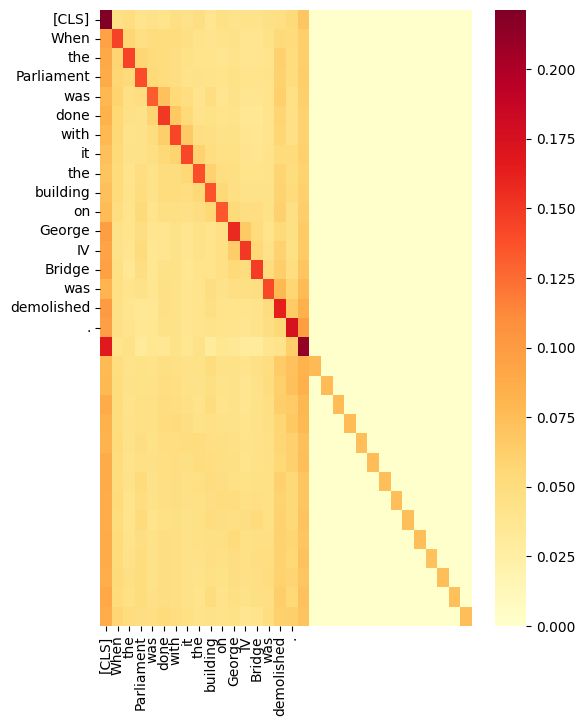 [CLS]
When
the
Parliament
was
done
with
it
the
building
on
George
IV
Bridge
was
demolished
.
0.200
0.175
0.150
0.125
0.100
0.075
0.050
0.025
0.000
[CLS]
When
the
Parliament
was
done
with
it
the
building
on
George
IV
Bridge
was
demolished
.